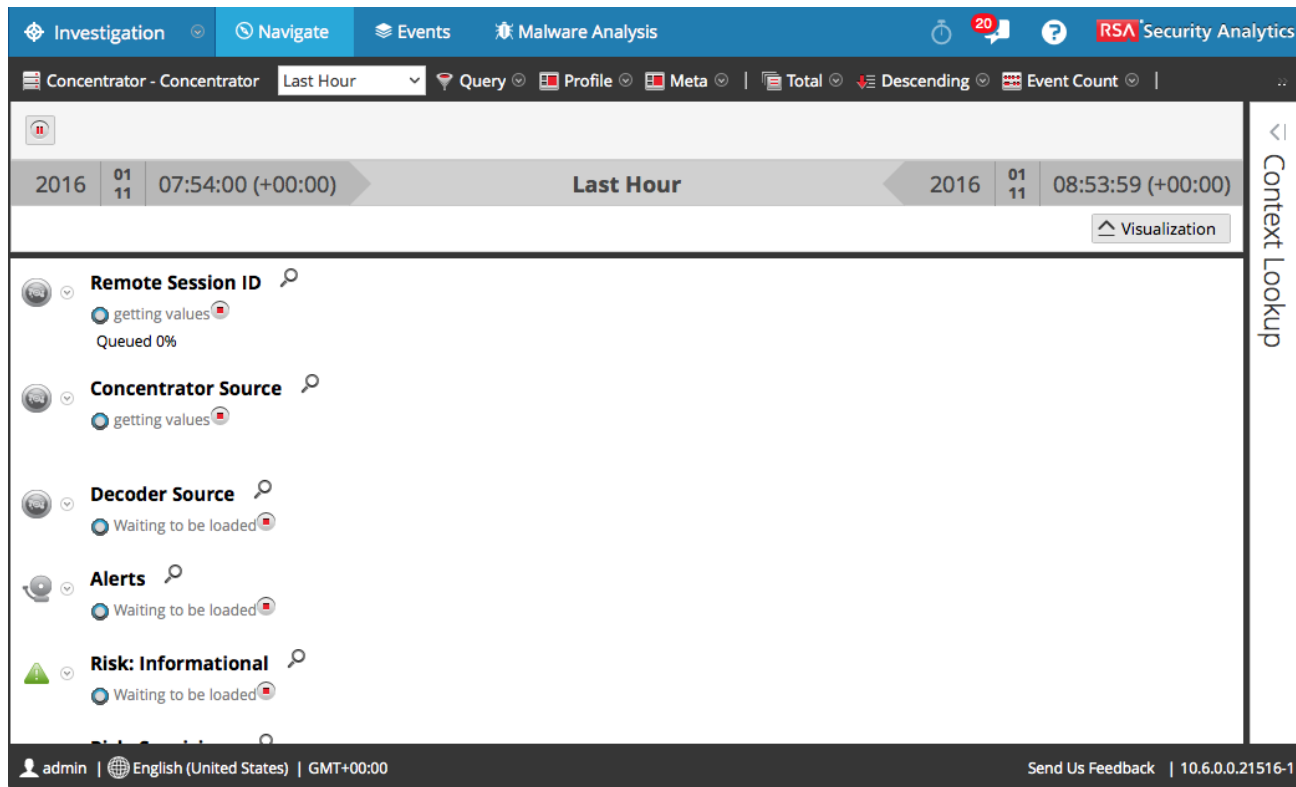 Investigation Navigate Events Malware Analysis 20 ? RSA Security Analytics
Concentrator - Concentrator Last Hour Query Profile Meta | Total Descending Event Count | »
2016 01 11 07:54:00 (+00:00) Last Hour 2016 01 11 08:53:59 (+00:00)
Visualization
Context Lookup
Remote Session ID
getting values
Queued 0%
Concentrator Source
getting values
Decoder Source
Waiting to be loaded
Alerts
Waiting to be loaded
Risk: Informational
Waiting to be loaded
admin | English (United States) | GMT+00:00 Send Us Feedback | 10.6.0.0.21516-1